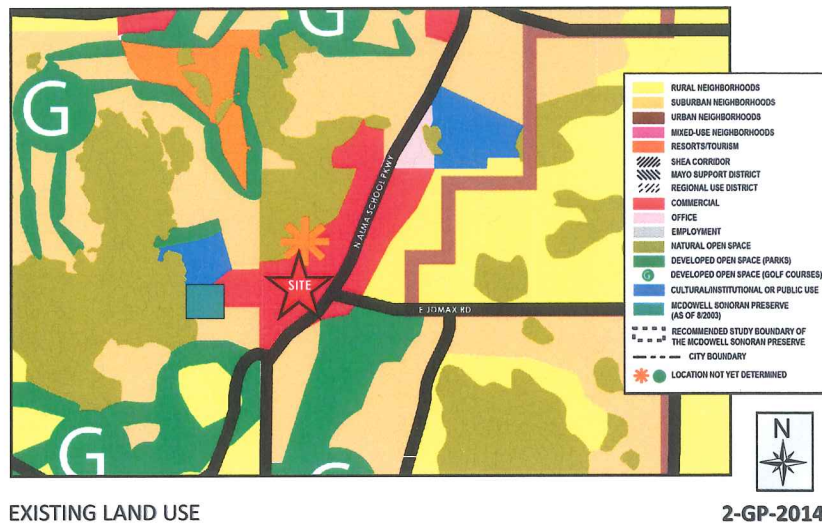 G
G
G
G
N ALMA SCHOOL PKWY
SITE
E JOMAX RD
RURAL NEIGHBORHOODS
SUBURBAN NEIGHBORHOODS
URBAN NEIGHBORHOODS
MIXED-USE NEIGHBORHOODS
RESORTS/TOURISM
SHEA CORRIDOR
MAYO SUPPORT DISTRICT
REGIONAL USE DISTRICT
COMMERCIAL
OFFICE
EMPLOYMENT
NATURAL OPEN SPACE
DEVELOPED OPEN SPACE (PARKS)
G DEVELOPED OPEN SPACE (GOLF COURSES)
CULTURAL/INSTITUTIONAL OR PUBLIC USE
MCDOWELL SONORAN PRESERVE
(AS OF 8/2003)
RECOMMENDED STUDY BOUNDARY OF
THE MCDOWELL SONORAN PRESERVE
CITY BOUNDARY
LOCATION NOT YET DETERMINED
N
EXISTING LAND USE
2-GP-2014